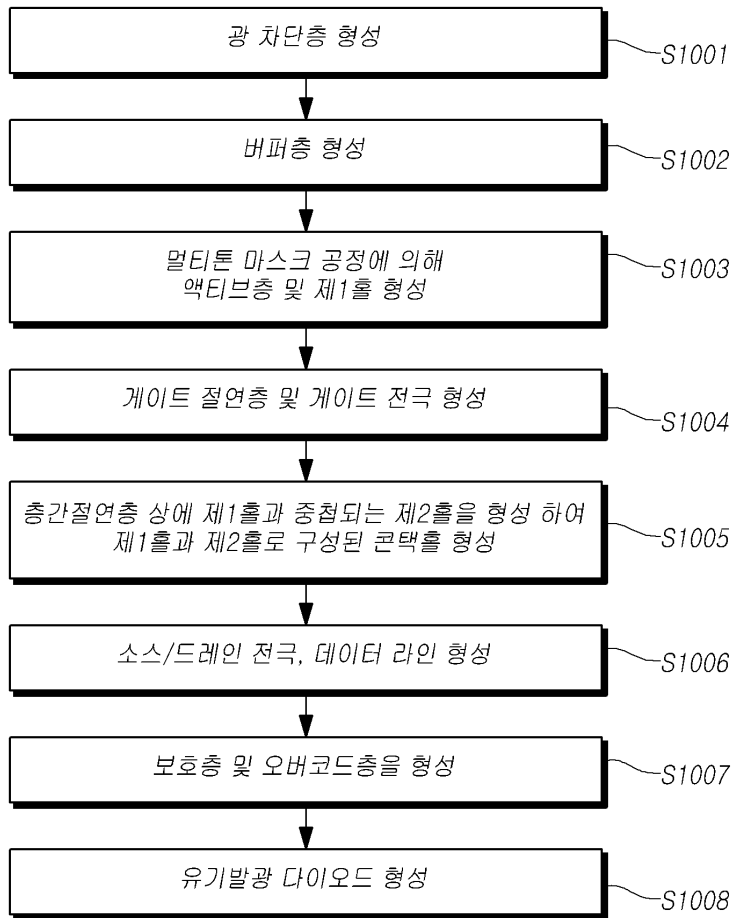 광 차단층 형성
S1001
버퍼층 형성
S1002
멀티톤 마스크 공정에 의해
액티브층 및 제1홀 형성
S1003
게이트 절연층 및 게이트 전극 형성
S1004
층간절연층 상에 제1홀과 중첩되는 제2홀을 형성 하여
제1홀과 제2홀로 구성된 콘택홀 형성
S1005
소스/드레인 전극, 데이터 라인 형성
S1006
보호층 및 오버코드층을 형성
S1007
유기발광 다이오드 형성
S1008